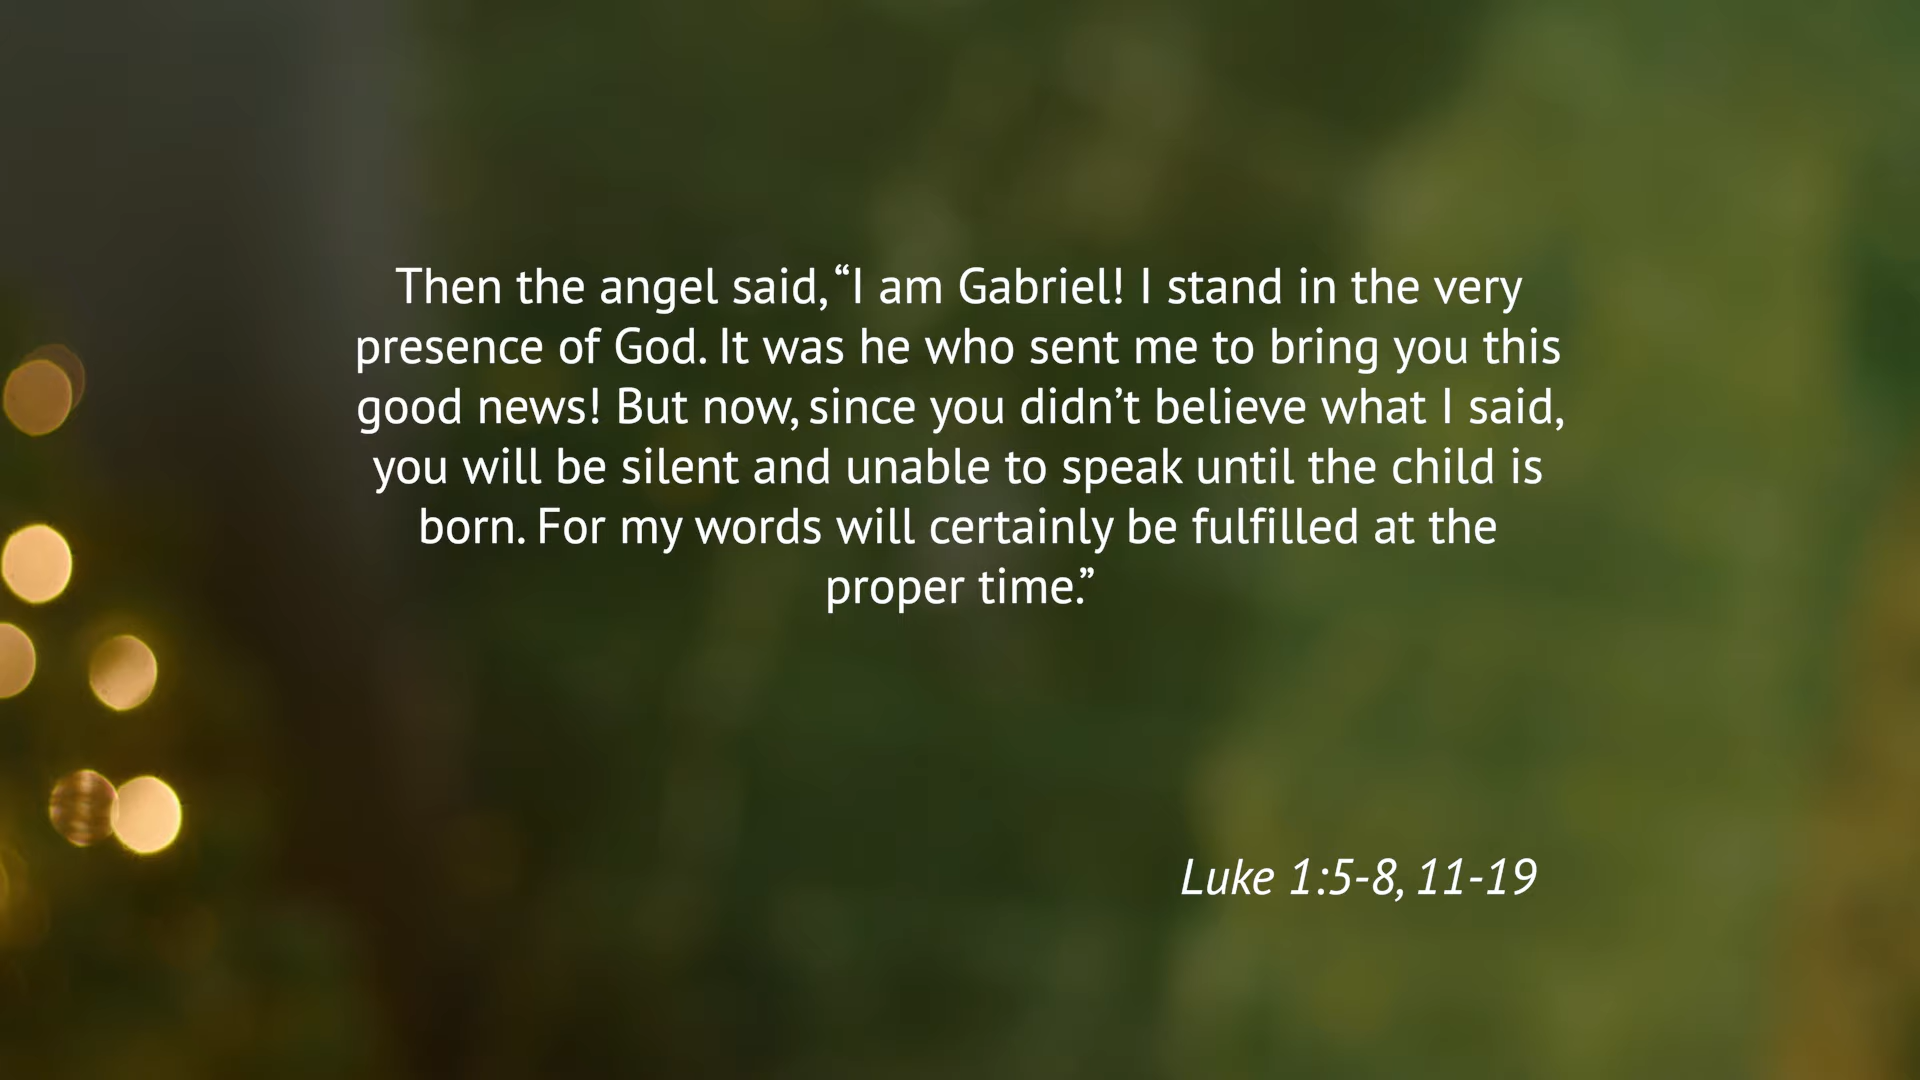 Then the angel said, “I am Gabriel! I stand in the very
presence of God. It was he who sent me to bring you this
good news! But now, since you didn’t believe what I said,
you will be silent and unable to speak until the child is
born. For my words will certainly be fulfilled at the
proper time.”
Luke 1:5-8, 11-19